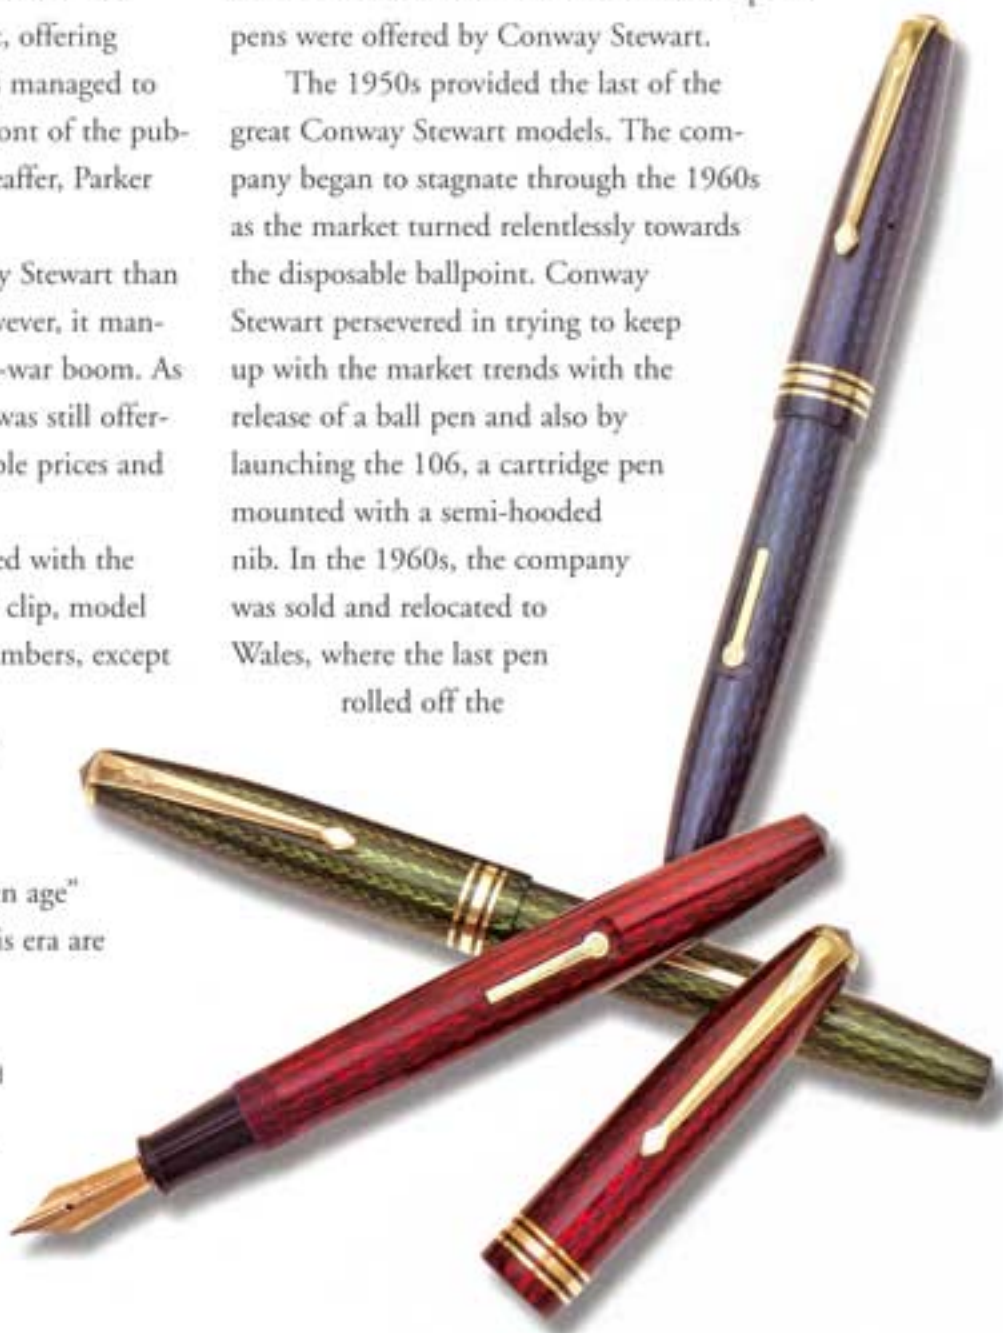 , offering
managed to
ont of the pub-
eaffer, Parker
y Stewart than
vever, it man-
-war boom. As
was still offer-
ble prices and
ed with the
clip, model
mbers, except
n age”
is era are
pens were offered by Conway Stewart.
The 1950s provided the last of the
great Conway Stewart models. The com-
pany began to stagnate through the 1960s
as the market turned relentlessly towards
the disposable ballpoint. Conway
Stewart persevered in trying to keep
up with the market trends with the
release of a ball pen and also by
launching the 106, a cartridge pen
mounted with a semi-hooded
nib. In the 1960s, the company
was sold and relocated to
Wales, where the last pen
rolled off the